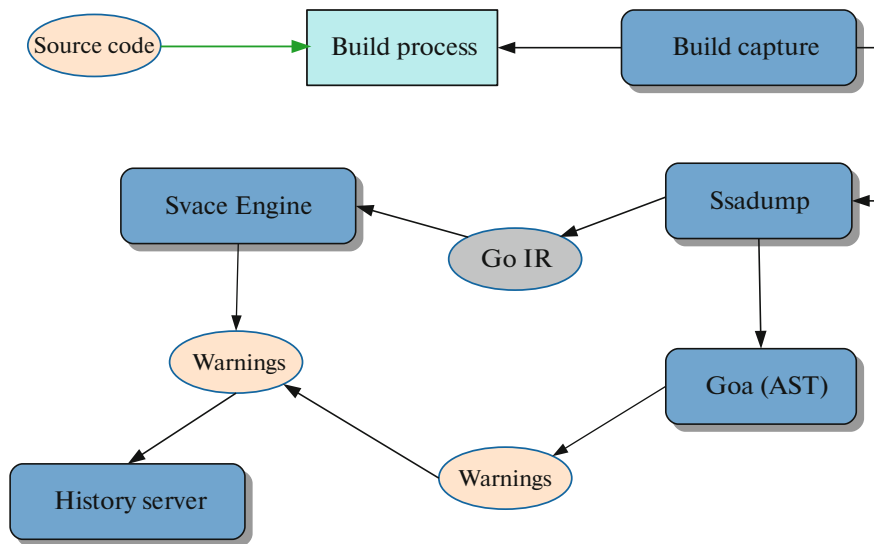 Source code
Build process
Build capture
Svace Engine
Ssadump
Go IR
Warnings
Goa (AST)
Warnings
History server